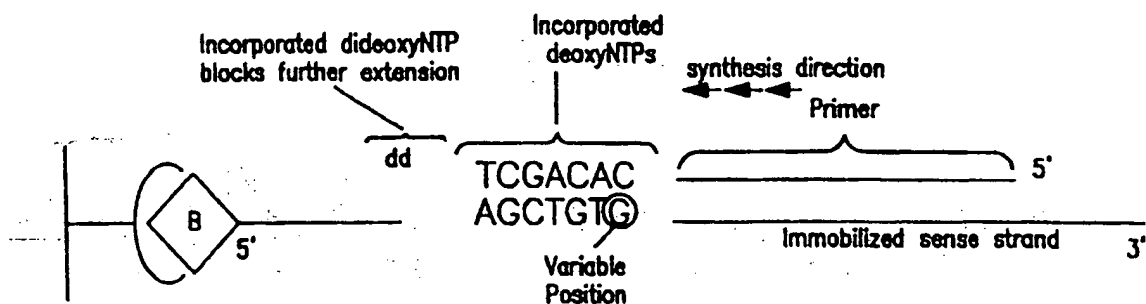 Incorporated dideoxyNTP
blocks further extension
Incorporated
deoxyNTPs
synthesis direction
Primer
dd
TCGACAC
5'
AGCTGTG
B
5'
Immobilized sense strand
3'
Variable
Position